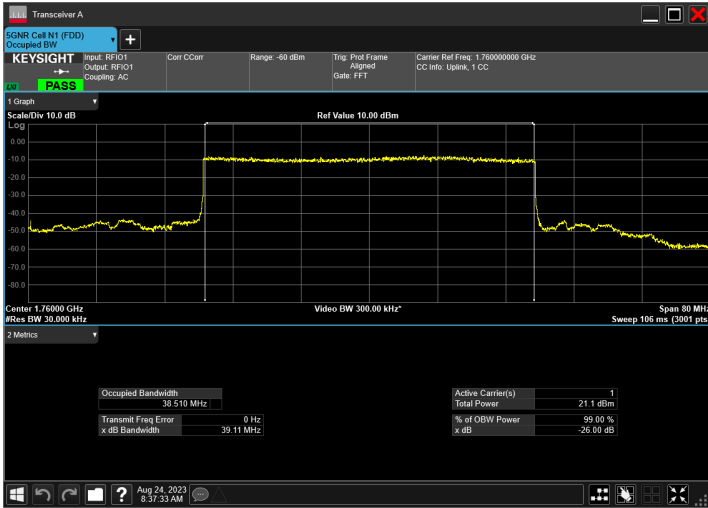 Transceiver A
5GNR Cell N1 (FDD)
Occupied BW
KEYSIGHT
LXI PASS
Input: RFIO1
Output: RFIO1
Coupling: AC
Corr CCorr
Range: -60 dBm
Trig: Prot Frame
Aligned
Gate: FFT
Carrier Ref Freq: 1.760000000 GHz
CC Info: Uplink, 1 CC
1 Graph
Scale/Div 10.0 dB
Ref Value 10.00 dBm
Log
0.00
-10.0
-20.0
-30.0
-40.0
-50.0
-60.0
-70.0
-80.0
Center 1.76000 GHz
Video BW 300.00 kHz*
Span 80 MHz
#Res BW 30.000 kHz
Sweep 106 ms (3001 pts
2 Metrics
Occupied Bandwidth
38.510 MHz
Transmit Freq Error 0 Hz
x dB Bandwidth 39.11 MHz
Active Carrier(s) 1
Total Power 21.1 dBm
% of OBW Power 99.00 %
x dB -26.00 dB
Aug 24, 2023
8:37:33 AM